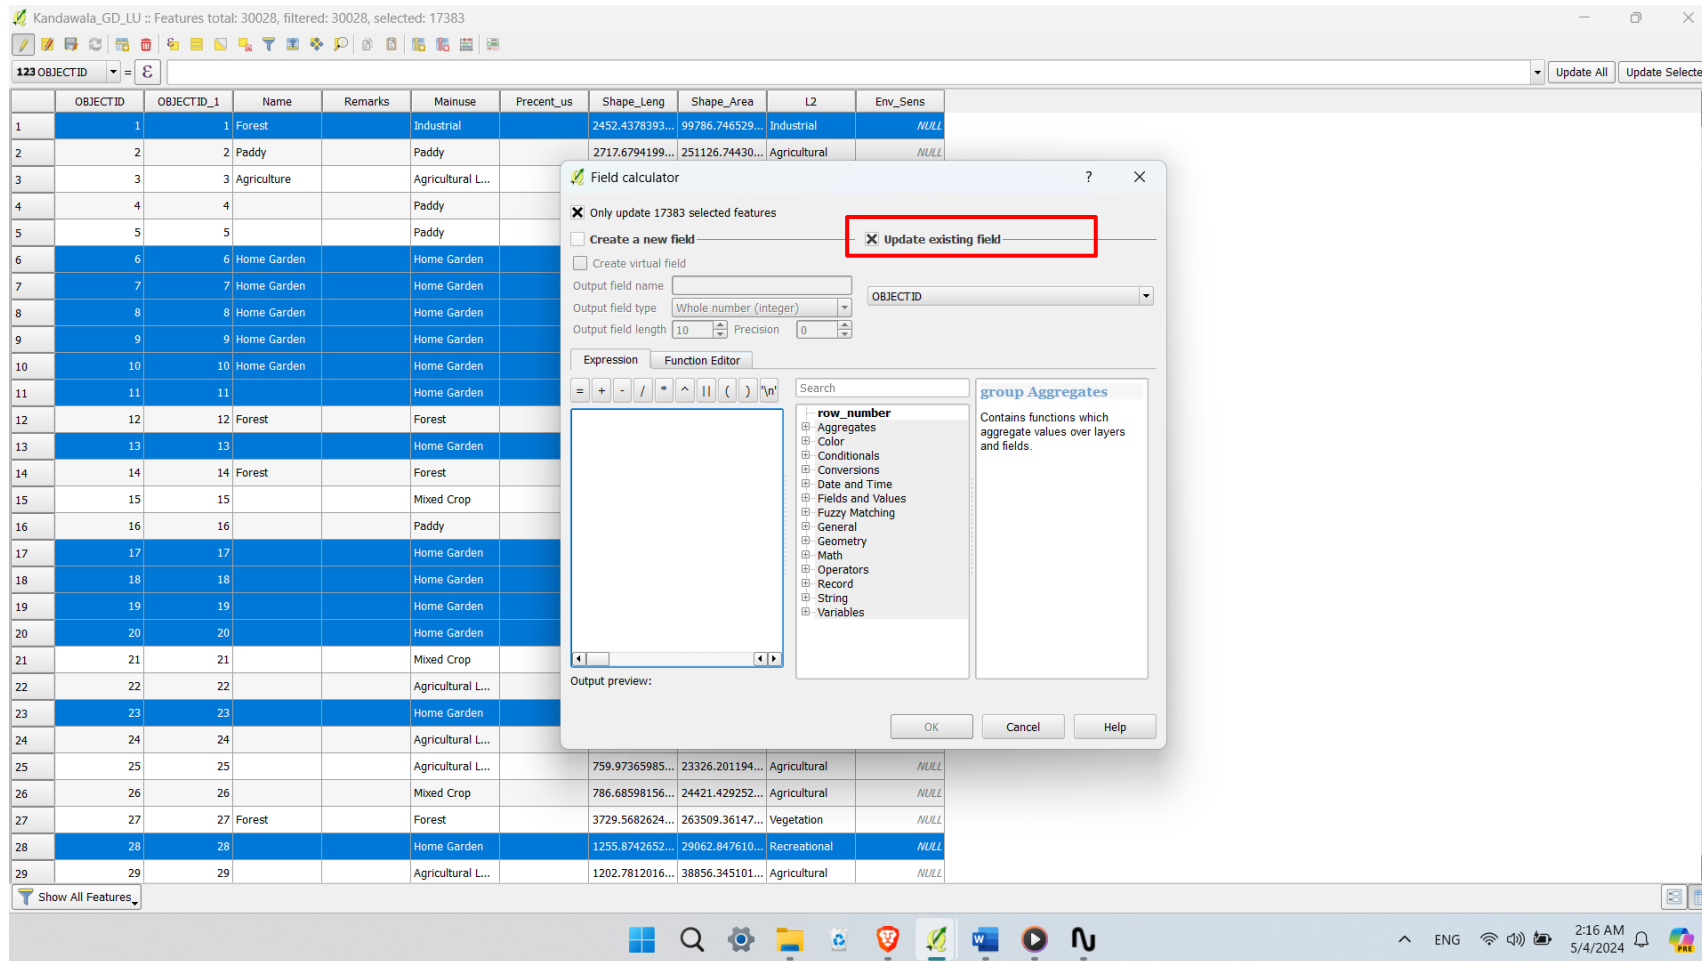 Kandawala_GD_LU :: Features total: 30028, filtered: 30028, selected: 17383
123 OBJECTID = ε Update All Update Selecte
OBJECTID OBJECTID_1 Name Remarks Mainuse Precent_us Shape_Leng Shape_Area L2 Env_Sens
1 1 1 Forest Industrial 2452.4378393... 99786.746529... Industrial NULL
2 2 2 Paddy Paddy 2717.6794199... 251126.74430... Agricultural NULL
3 3 3 Agriculture Agricultural L...
4 4 4 Paddy
5 5 5 Paddy
6 6 6 Home Garden Home Garden
7 7 7 Home Garden Home Garden
8 8 8 Home Garden Home Garden
9 9 9 Home Garden Home Garden
10 10 10 Home Garden Home Garden
11 11 11 Home Garden
12 12 12 Forest Forest
13 13 13 Home Garden
14 14 14 Forest Forest
15 15 15 Mixed Crop
16 16 16 Paddy
17 17 17 Home Garden
18 18 18 Home Garden
19 19 19 Home Garden
20 20 20 Home Garden
21 21 21 Mixed Crop
22 22 22 Agricultural L...
23 23 23 Home Garden
24 24 24 Agricultural L...
25 25 25 Agricultural L... 759.97365985... 23326.201194... Agricultural NULL
26 26 26 Mixed Crop 786.68598156... 24421.429252... Agricultural NULL
27 27 27 Forest Forest 3729.5682624... 263509.36147... Vegetation NULL
28 28 28 Home Garden 1255.8742652... 29062.847610... Recreational NULL
29 29 29 Agricultural L... 1202.7812016... 38856.345101... Agricultural NULL
Field calculator ?
Only update 17383 selected features
Create a new field Update existing field
Create virtual field
Output field name OBJECTID
Output field type Whole number (integer)
Output field length 10 Precision 0
Expression Function Editor
= + - / * ^ || ( ) '\n'
Search
row_number
Aggregates
Color
Conditionals
Conversions
Date and Time
Fields and Values
Fuzzy Matching
General
Geometry
Math
Operators
Record
String
Variables
group Aggregates
Contains functions which
aggregate values over layers
and fields.
Output preview:
OK Cancel Help
Show All Features
ENG 2:16 AM
5/4/2024
PRE